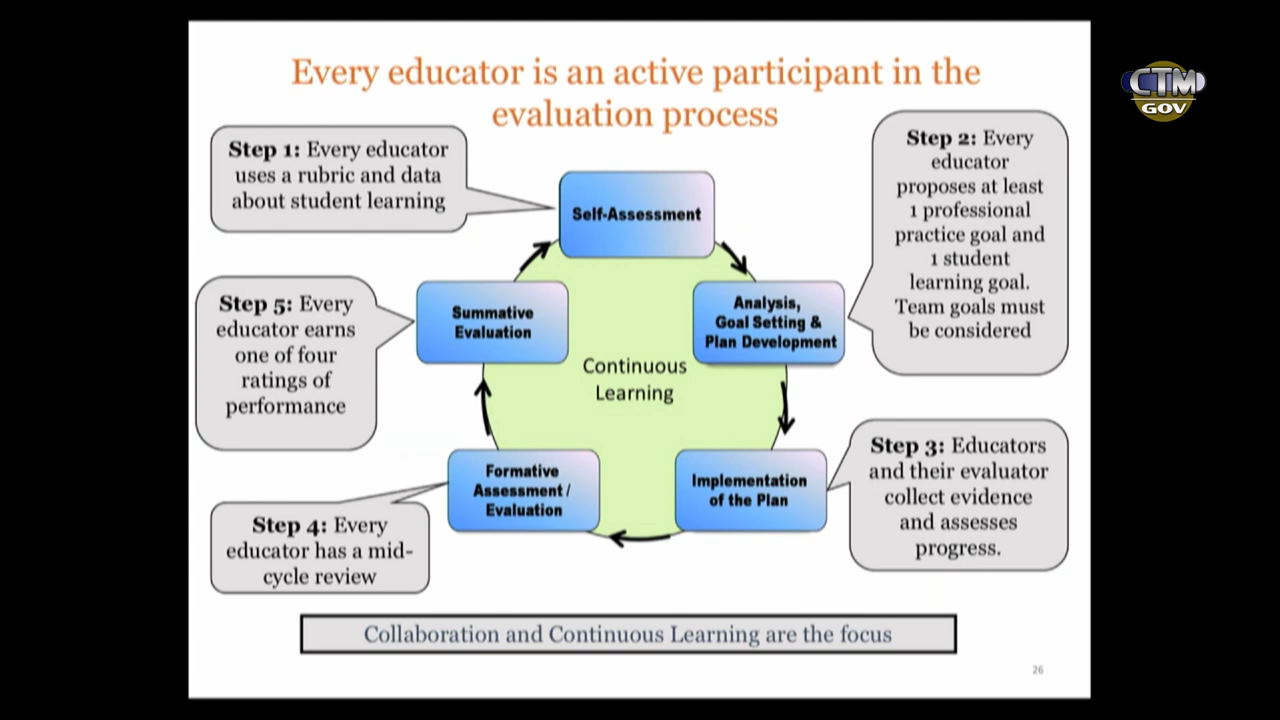 Every educator is an active participant in the
evaluation process
CTM
GOV
Step 1: Every educator
uses a rubric and data
about student learning
Self-Assessment
Step 2: Every
educator
proposes at least
1 professional
practice goal and
1 student
learning goal.
Team goals must
be considered
Analysis,
Goal Setting &
Plan Development
Step 3: Educators
and their evaluator
collect evidence
and assesses
progress.
Implementation
of the Plan
Step 4: Every
educator has a mid-
cycle review
Formative
Assessment /
Evaluation
Step 5: Every
educator earns
one of four
ratings of
performance
Summative
Evaluation
Continuous
Learning
Collaboration and Continuous Learning are the focus
26